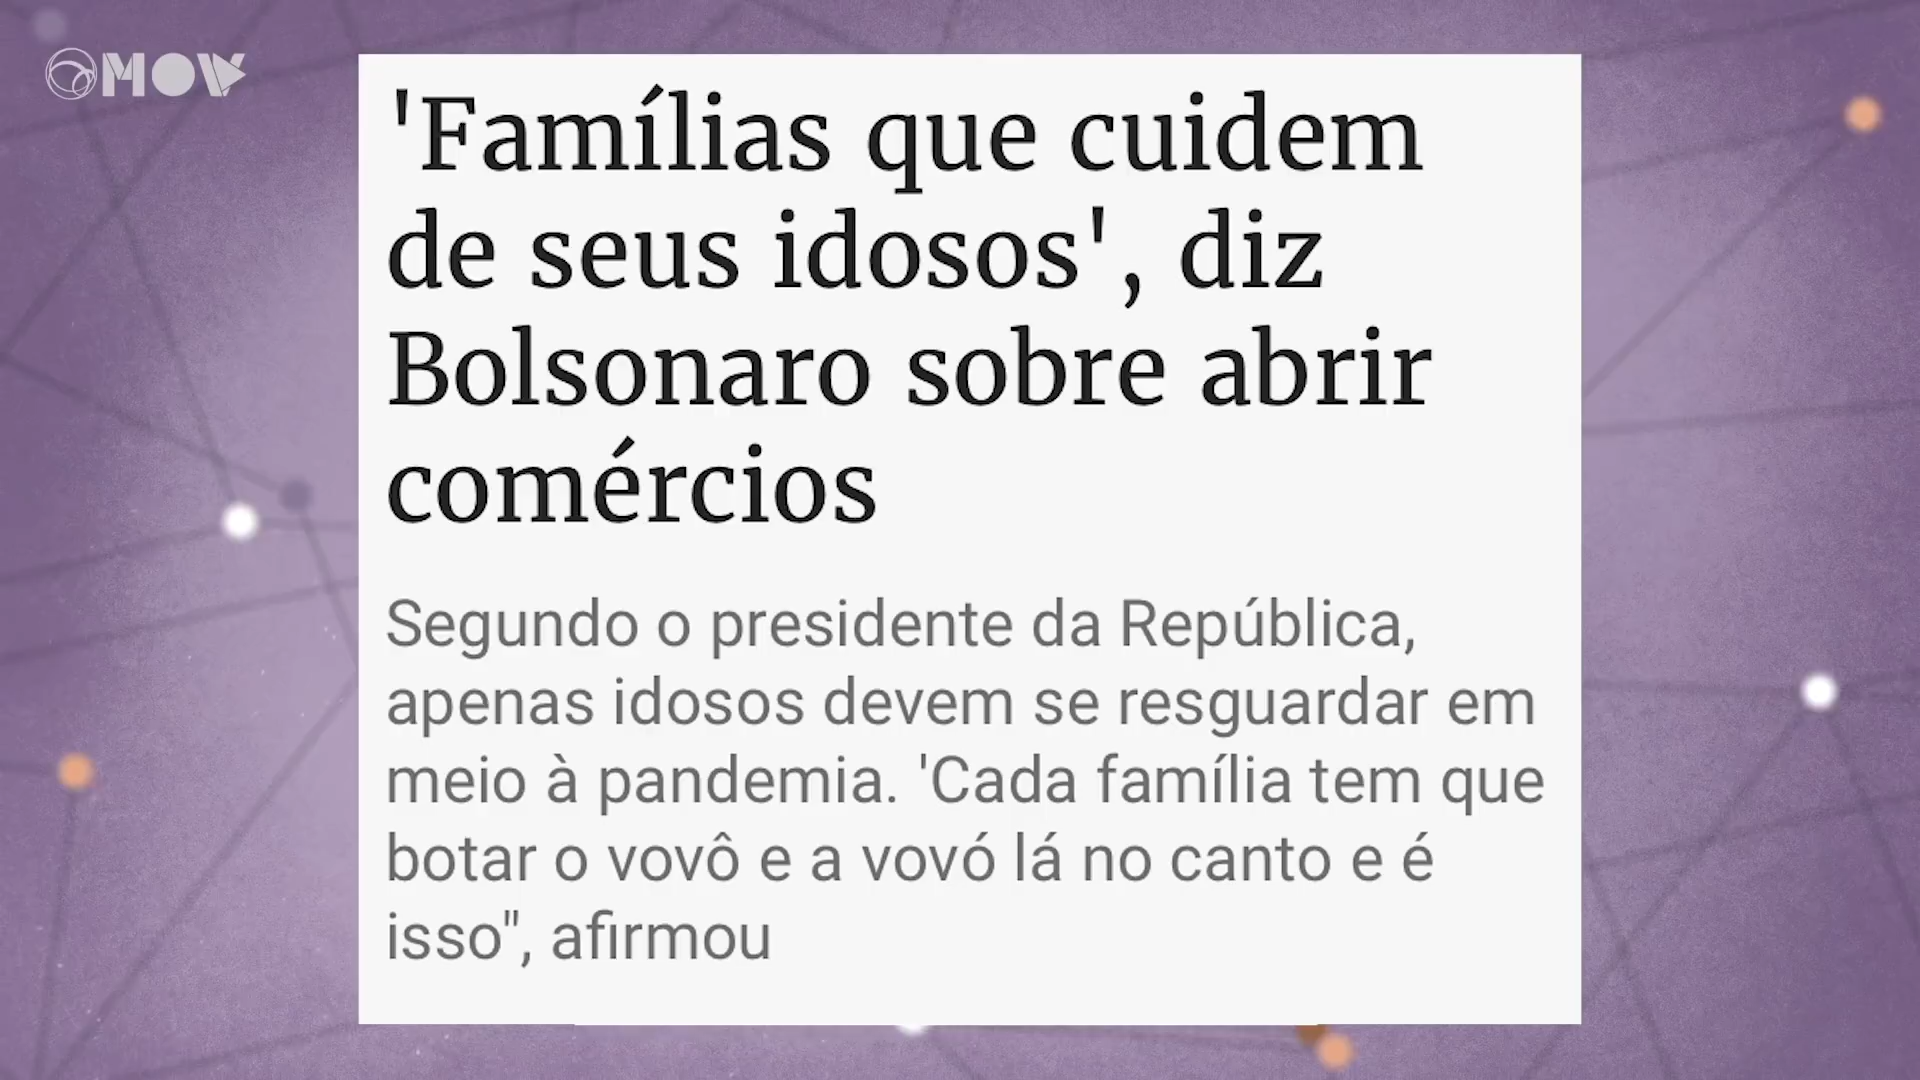 MOV
'Famílias que cuidem
de seus idosos', diz
Bolsonaro sobre abrir
comércios
Segundo o presidente da República,
apenas idosos devem se resguardar em
meio à pandemia. 'Cada família tem que
botar o vovô e a vovó lá no canto e é
isso", afirmou